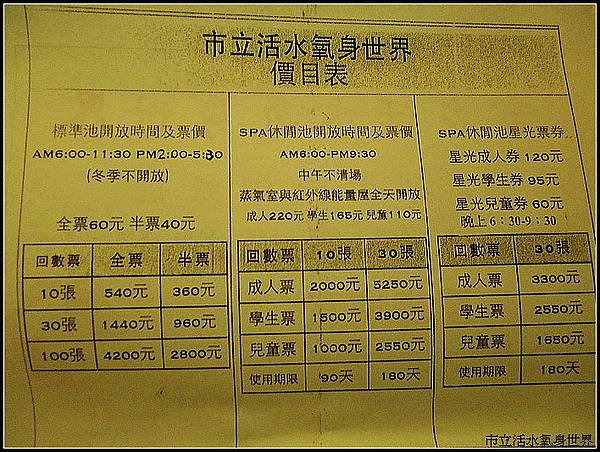 市立活水氧身世界
價目表
標準池開放時間及票價
AM6:00-11:30 PM2:00-5:30
(冬季不開放)
全票60元 半票40元
回數票 全票 半票
10張 540元 360元
30張 1440元 960元
100張 4200元 2800元
SPA休閒池開放時間及票價
AM6:00-PM9:30
中午不清場
蒸氣室與紅外線能量屋全天開放
成人220元 學生165元 兒童110元
回數票 10張 30張
成人票 2000元 5250元
學生票 1500元 3900元
兒童票 1000元 2550元
使用期限 90天 180天
SPA休閒池星光票券
星光成人券 120元
星光學生券 95元
星光兒童券 60元
晚上6：30-9：30
回數票 30張
成人票 3300元
學生票 2550元
兒童票 1650元
使用期限 180天
市立活水氧身世界